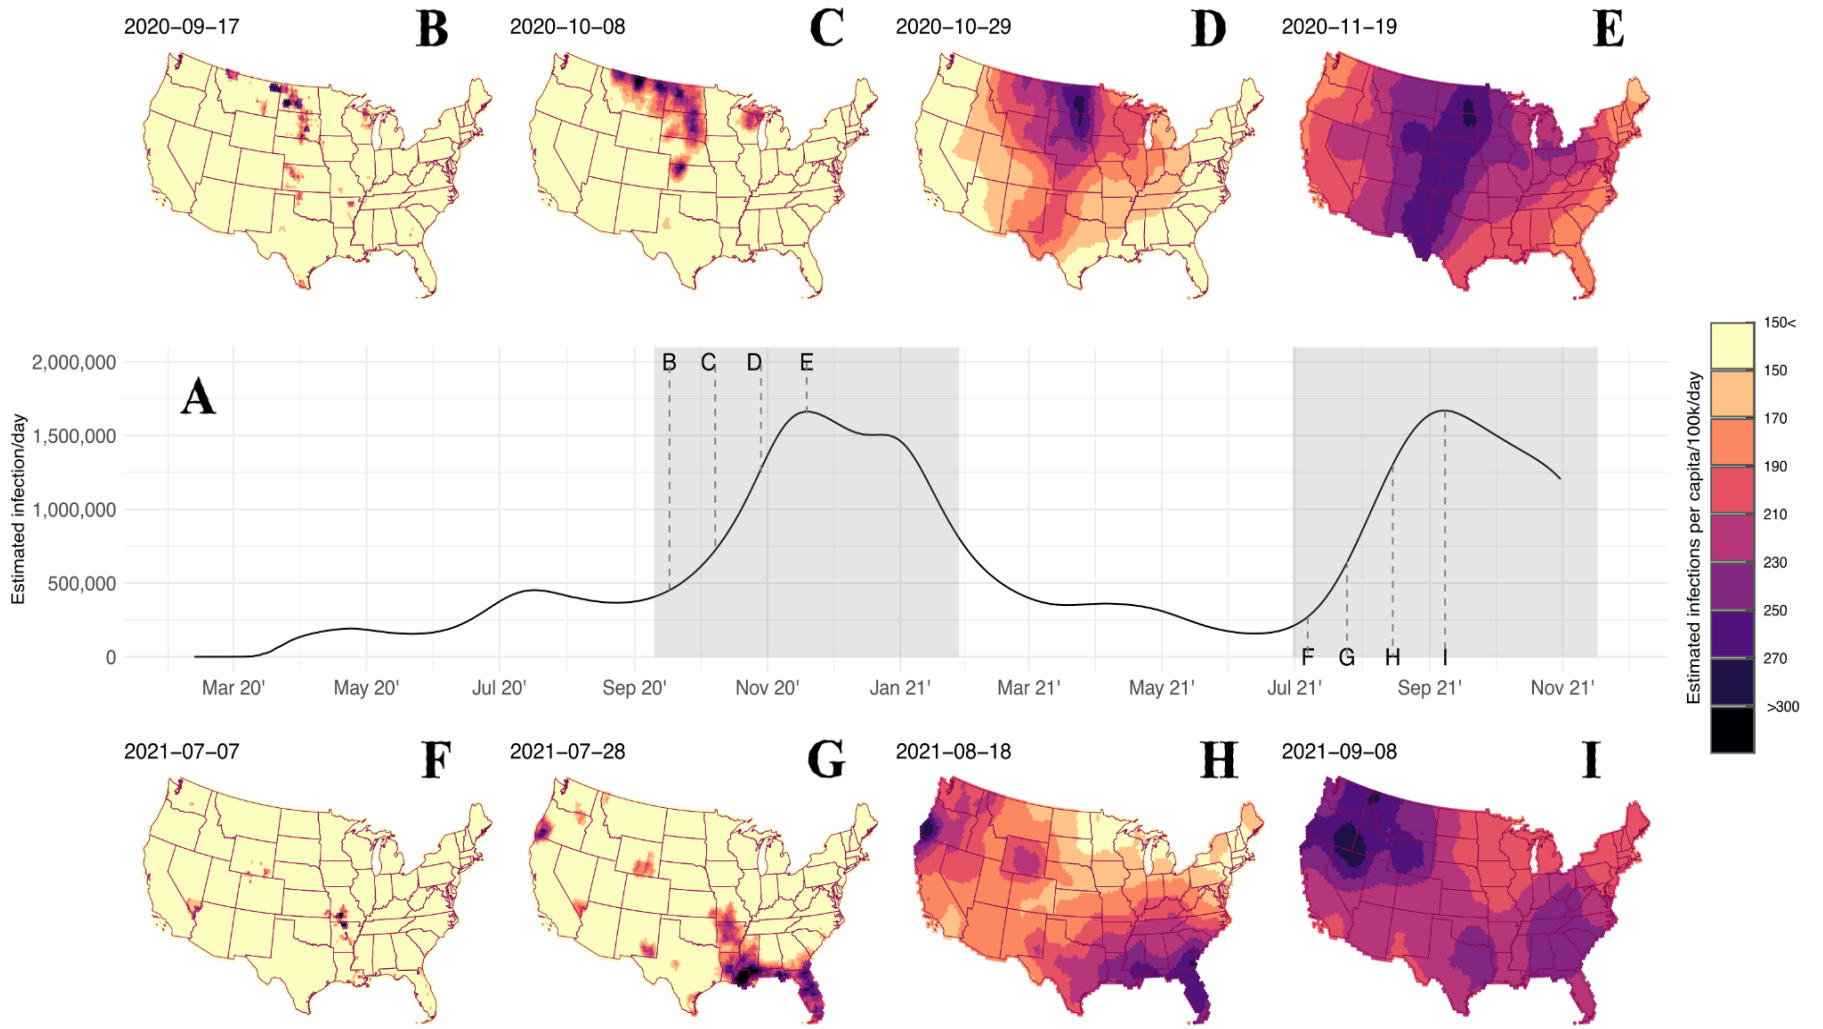 2020-09-17 B
2020-10-08 C
2020-10-29 D
2020-11-19 E
A
Estimated infection/day
2,000,000
1,500,000
1,000,000
500,000
0
B C D E
F G H I
Mar 20' May 20' Jul 20' Sep 20' Nov 20' Jan 21' Mar 21' May 21' Jul 21' Sep 21' Nov 21'
Estimated infections per capita/100k/day
150<
150
170
190
210
230
250
270
>300
2021-07-07 F
2021-07-28 G
2021-08-18 H
2021-09-08 I